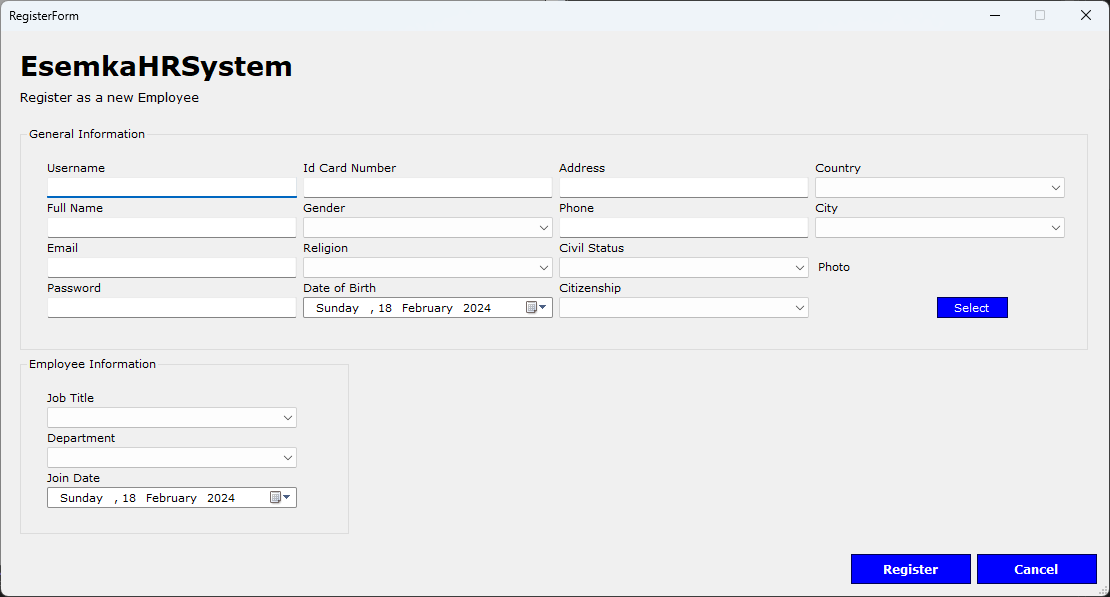 RegisterForm
EsemkaHRSystem
Register as a new Employee
General Information
Username Id Card Number Address Country
Full Name Gender Phone City
Email Religion Civil Status Photo
Password Date of Birth Citizenship
Sunday , 18 February 2024 Select
Employee Information
Job Title
Department
Join Date
Sunday , 18 February 2024
Register Cancel